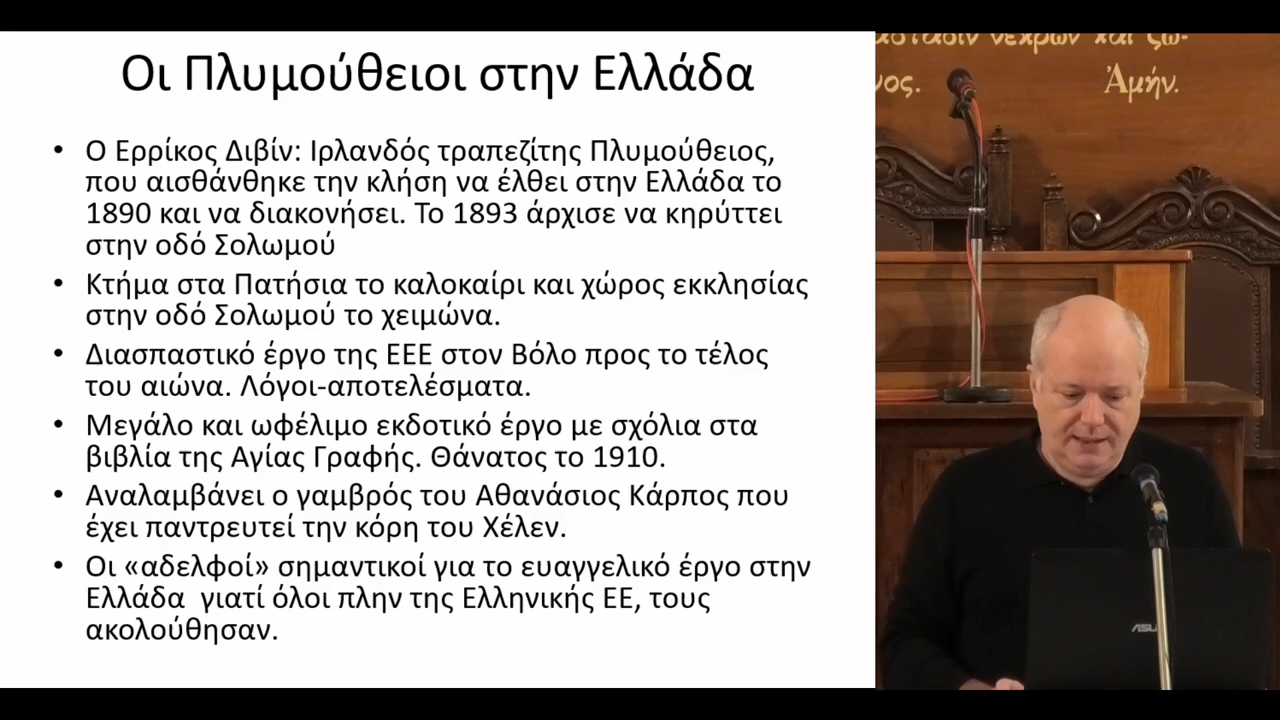 Οι Πλυμούθειοι στην Ελλάδα
• Ο Ερρίκος Διβίν: Ιρλανδός τραπεζίτης Πλυμούθειος,
που αισθάνθηκε την κλήση να έλθει στην Ελλάδα το
1890 και να διακονήσει. Το 1893 άρχισε να κηρύττει
στην οδό Σολωμού
• Κτήμα στα Πατήσια το καλοκαίρι και χώρος εκκλησίας
στην οδό Σολωμού το χειμώνα.
• Διασπαστικό έργο της ΕΕΕ στον Βόλο προς το τέλος
του αιώνα. Λόγοι-αποτελέσματα.
• Μεγάλο και ωφέλιμο εκδοτικό έργο με σχόλια στα
βιβλία της Αγίας Γραφής. Θάνατος το 1910.
• Αναλαμβάνει ο γαμβρός του Αθανάσιος Κάρπος που
έχει παντρευτεί την κόρη του Χέλεν.
• Οι «αδελφοί» σημαντικοί για το ευαγγελικό έργο στην
Ελλάδα γιατί όλοι πλην της Ελληνικής ΕΕ, τους
ακολούθησαν.
νεκρῶν καὶ ζω-
Ἀμήν.
ASUS